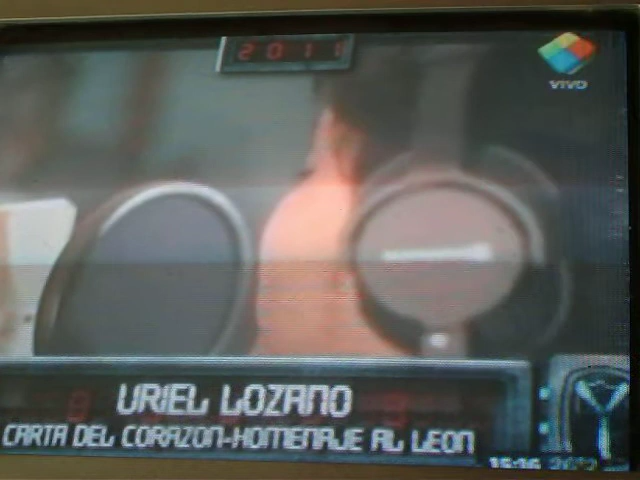 2011
VIVO
URIEL LOZANO
CARTA DEL CORAZON-HOMENAJE AL LEON